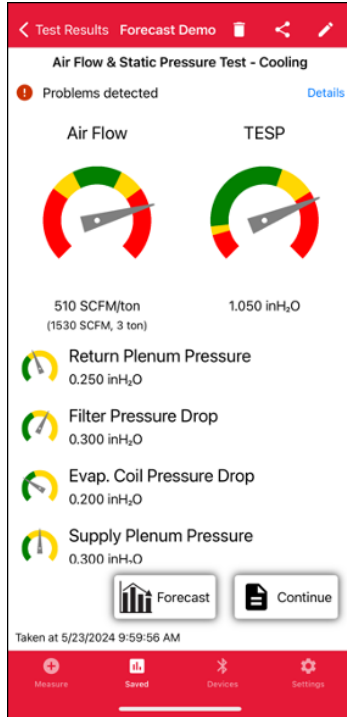 Test Results Forecast Demo
Air Flow & Static Pressure Test - Cooling
Problems detected Details
Air Flow TESP
510 SCFM/ton 1.050 inH₂O
(1530 SCFM, 3 ton)
Return Plenum Pressure
0.250 inH₂O
Filter Pressure Drop
0.300 inH₂O
Evap. Coil Pressure Drop
0.200 inH₂O
Supply Plenum Pressure
0.300 inH₂O
Forecast Continue
Taken at 5/23/2024 9:59:56 AM
Measure Saved Devices Settings